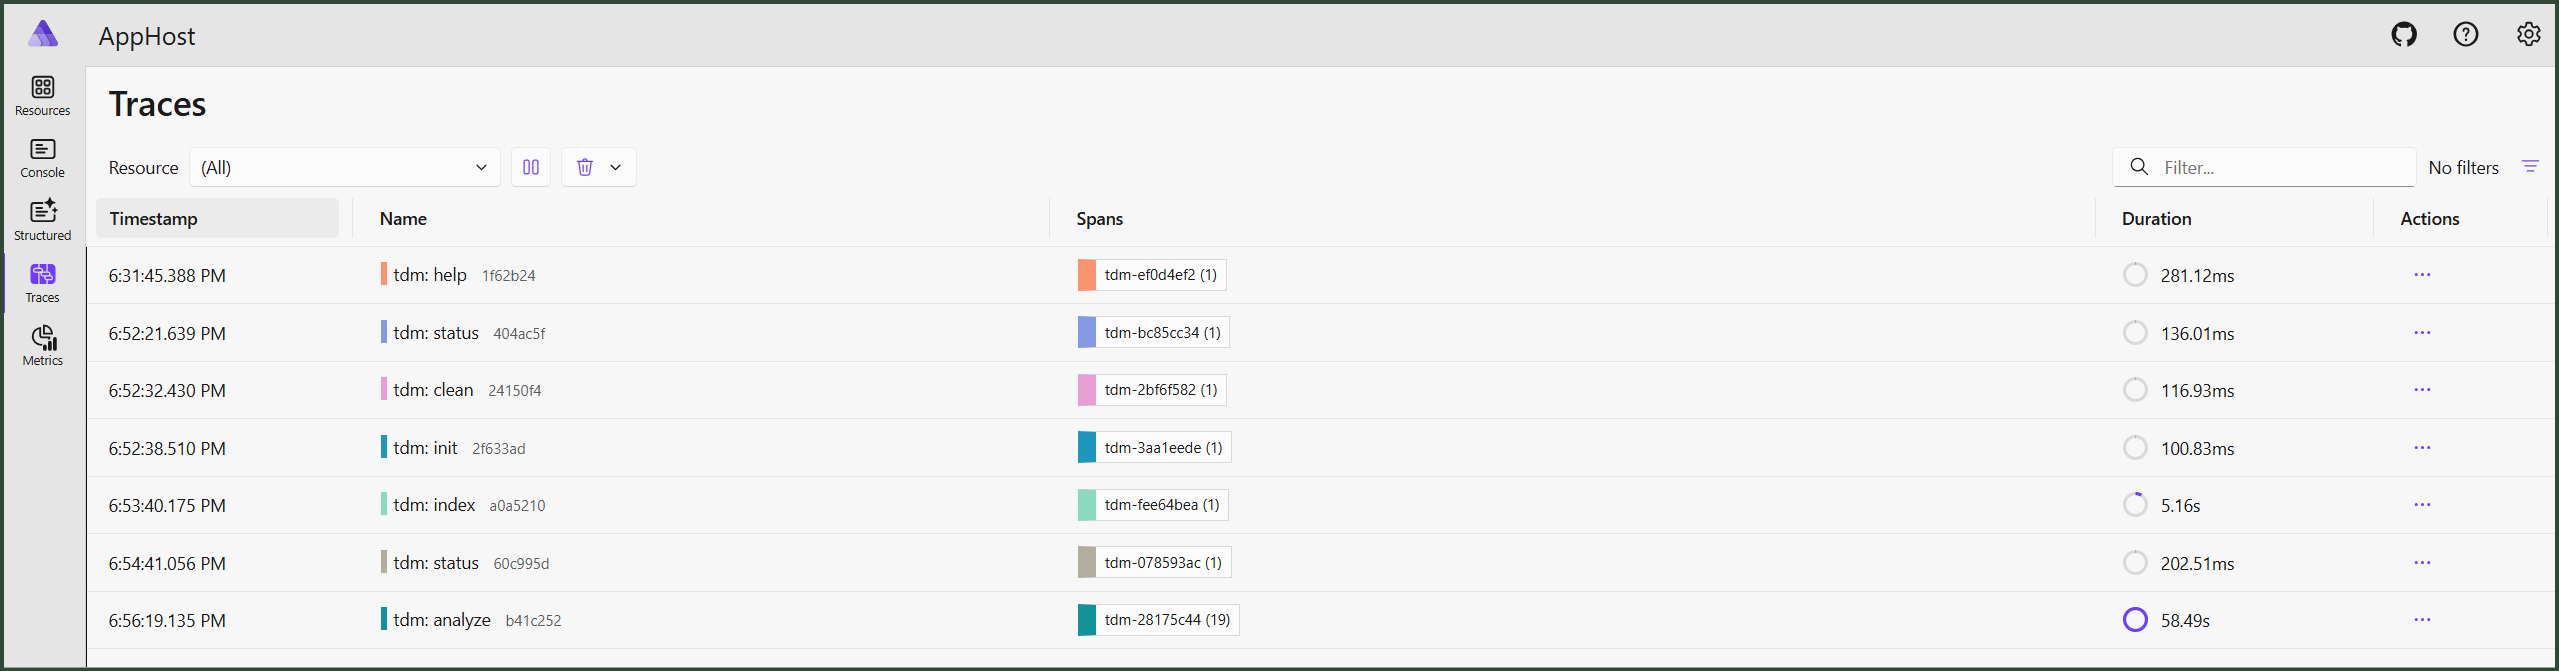 AppHost
Resources
Console
Structured
Traces
Metrics
Traces
Resource (All) Filter... No filters
Timestamp Name Spans Duration Actions
6:31:45.388 PM tdm: help 1f62b24 tdm-ef0d4ef2 (1) 281.12ms ...
6:52:21.639 PM tdm: status 404ac5f tdm-bc85cc34 (1) 136.01ms ...
6:52:32.430 PM tdm: clean 24150f4 tdm-2bf6f582 (1) 116.93ms ...
6:52:38.510 PM tdm: init 2f633ad tdm-3aa1eede (1) 100.83ms ...
6:53:40.175 PM tdm: index a0a5210 tdm-fee64bea (1) 5.16s ...
6:54:41.056 PM tdm: status 60c995d tdm-078593ac (1) 202.51ms ...
6:56:19.135 PM tdm: analyze b41c252 tdm-28175c44 (19) 58.49s ...